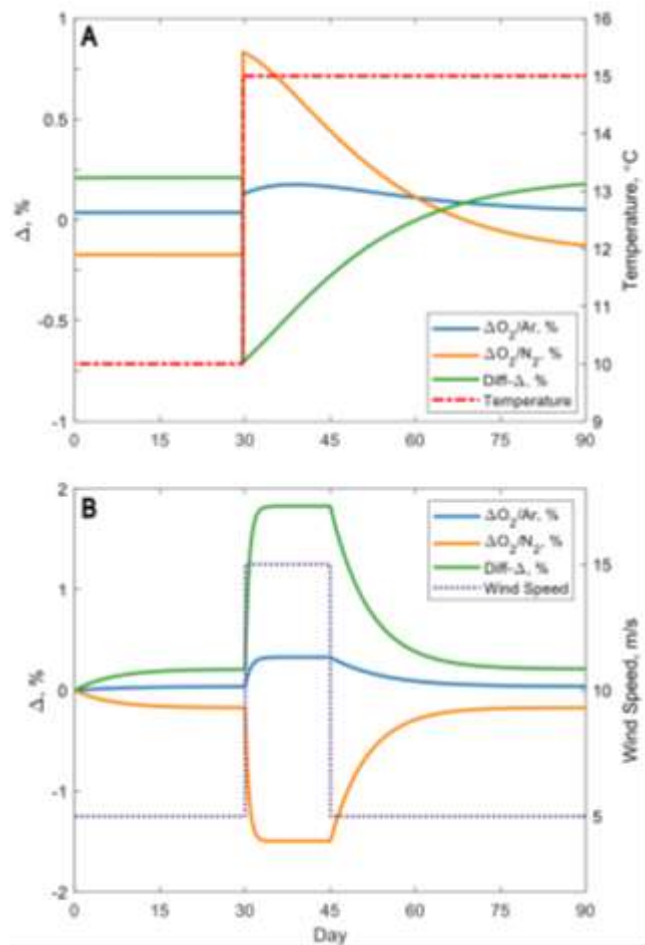 A
1
0.5
0
-0.5
-1
Δ, %
16
15
14
13
12
11
10
9
Temperature, °C
0
15
30
45
60
75
90
ΔO2/Ar, %
ΔO2/N2, %
Diff-Δ, %
Temperature
B
2
1
0
-1
-2
Δ, %
15
10
5
Wind Speed, m/s
0
15
30
45
60
75
90
Day
ΔO2/Ar, %
ΔO2/N2, %
Diff-Δ, %
Wind Speed